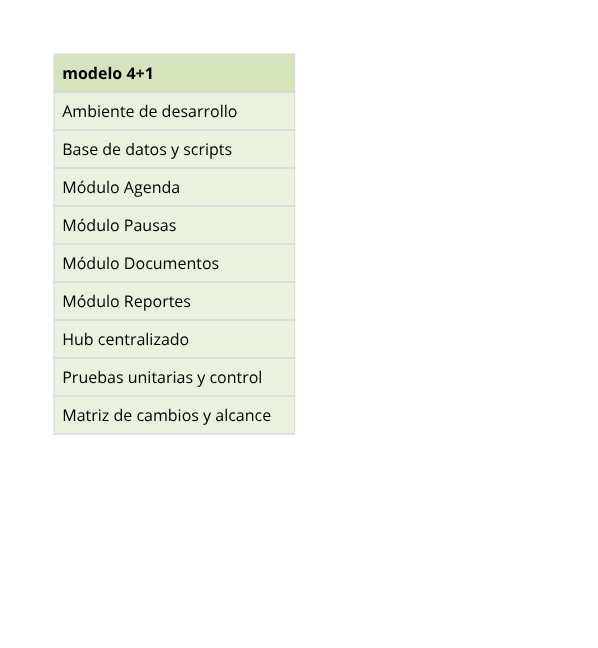 modelo 4+1
Ambiente de desarrollo
Base de datos y scripts
Módulo Agenda
Módulo Pausas
Módulo Documentos
Módulo Reportes
Hub centralizado
Pruebas unitarias y control
Matriz de cambios y alcance